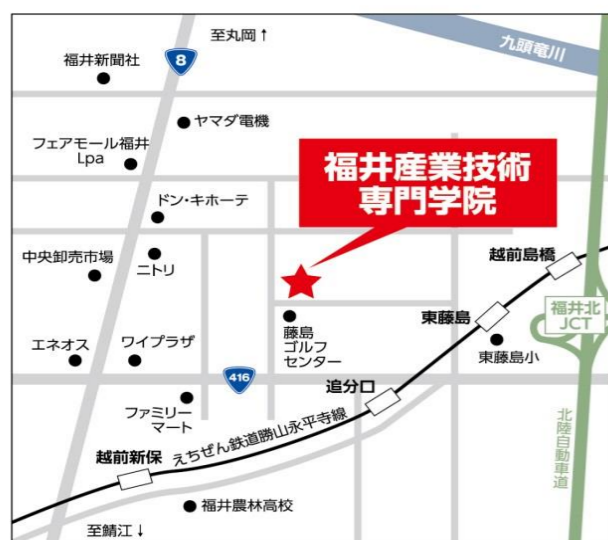 至丸岡↑
九頭竜川
8
福井新聞社
ヤマダ電機
フェアモール福井
Lpa
福井産業技術
専門学院
ドン・キホーテ
中央卸売市場
ニトリ
越前島橋
福井北
JCT
東藤島
藤島
ゴルフ
センター
エネオス
ワイプラザ
東藤島小
416
追分口
ファミリー
マート
えちぜん鉄道勝山永平寺線
北陸自動車道
越前新保
福井農林高校
至鯖江↓